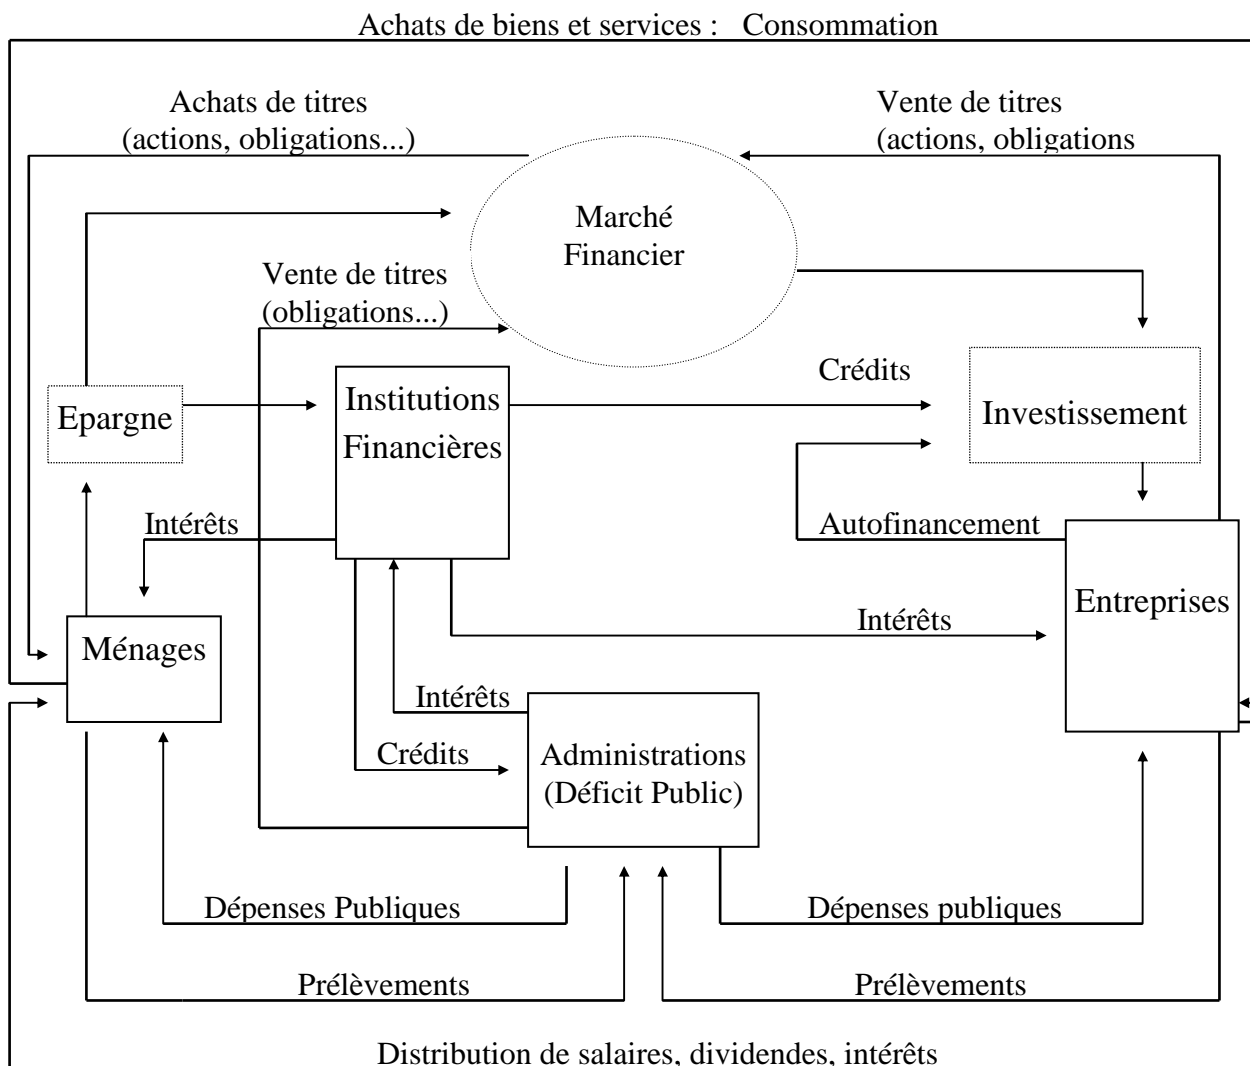 Achats de biens et services :   Consommation
Achats de titres
(actions, obligations...)
Vente de titres
(actions, obligations
Marché
Financier
Vente de titres
(obligations...)
Crédits
Epargne
Institutions
Financières
Investissement
Intérêts
Autofinancement
Entreprises
Intérêts
Ménages
Intérêts
Crédits
Administrations
(Déficit Public)
Dépenses Publiques
Dépenses publiques
Prélèvements
Prélèvements
Distribution de salaires, dividendes, intérêts